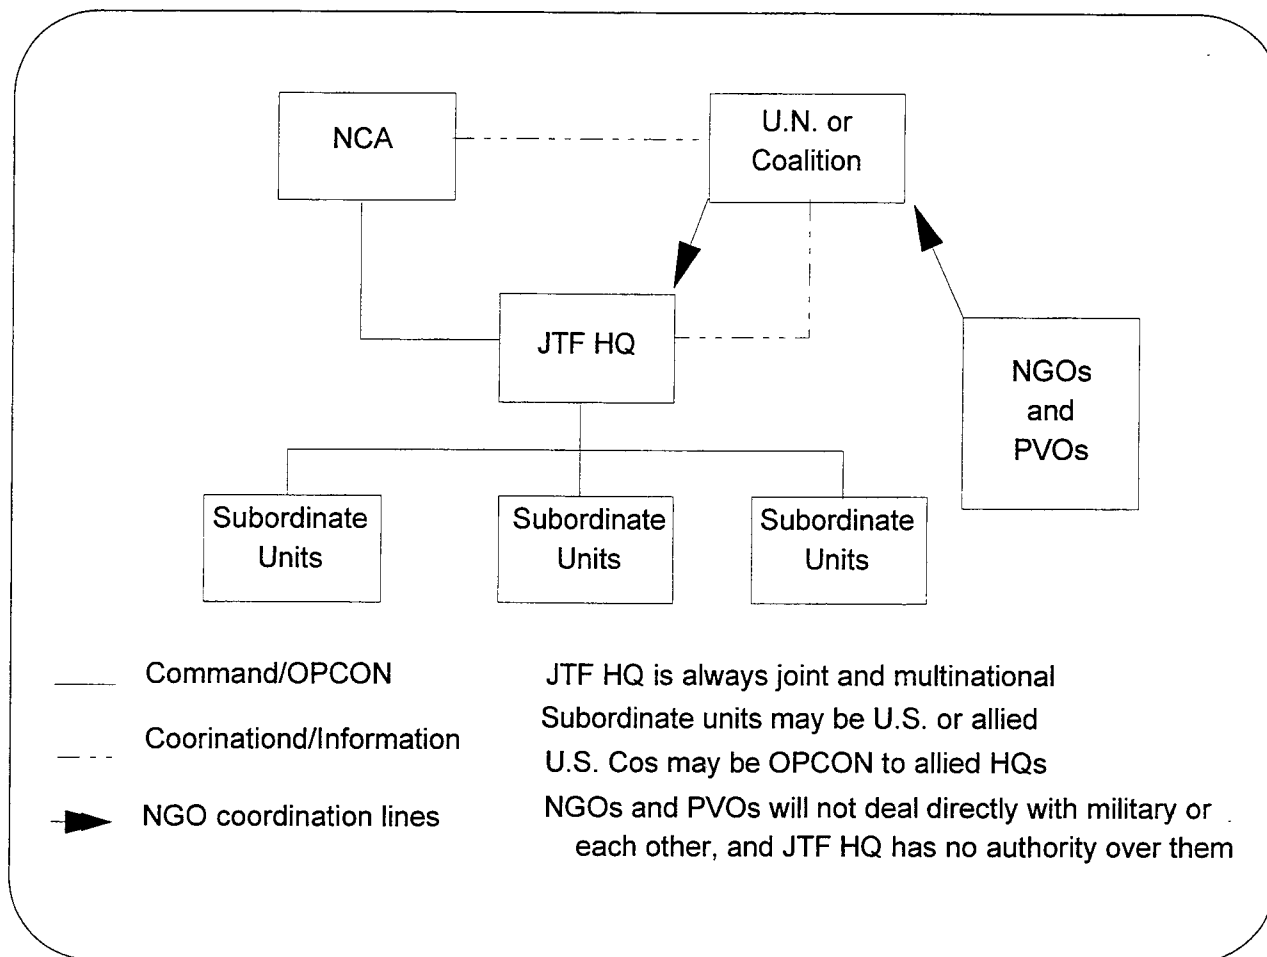 NCA
U.N. or
Coalition
JTF HQ
NGOs
and
PVOs
Subordinate
Units
Subordinate
Units
Subordinate
Units
Command/OPCON
Coorinationd/Information
NGO coordination lines
JTF HQ is always joint and multinational
Subordinate units may be U.S. or allied
U.S. Cos may be OPCON to allied HQs
NGOs and PVOs will not deal directly with military or
each other, and JTF HQ has no authority over them